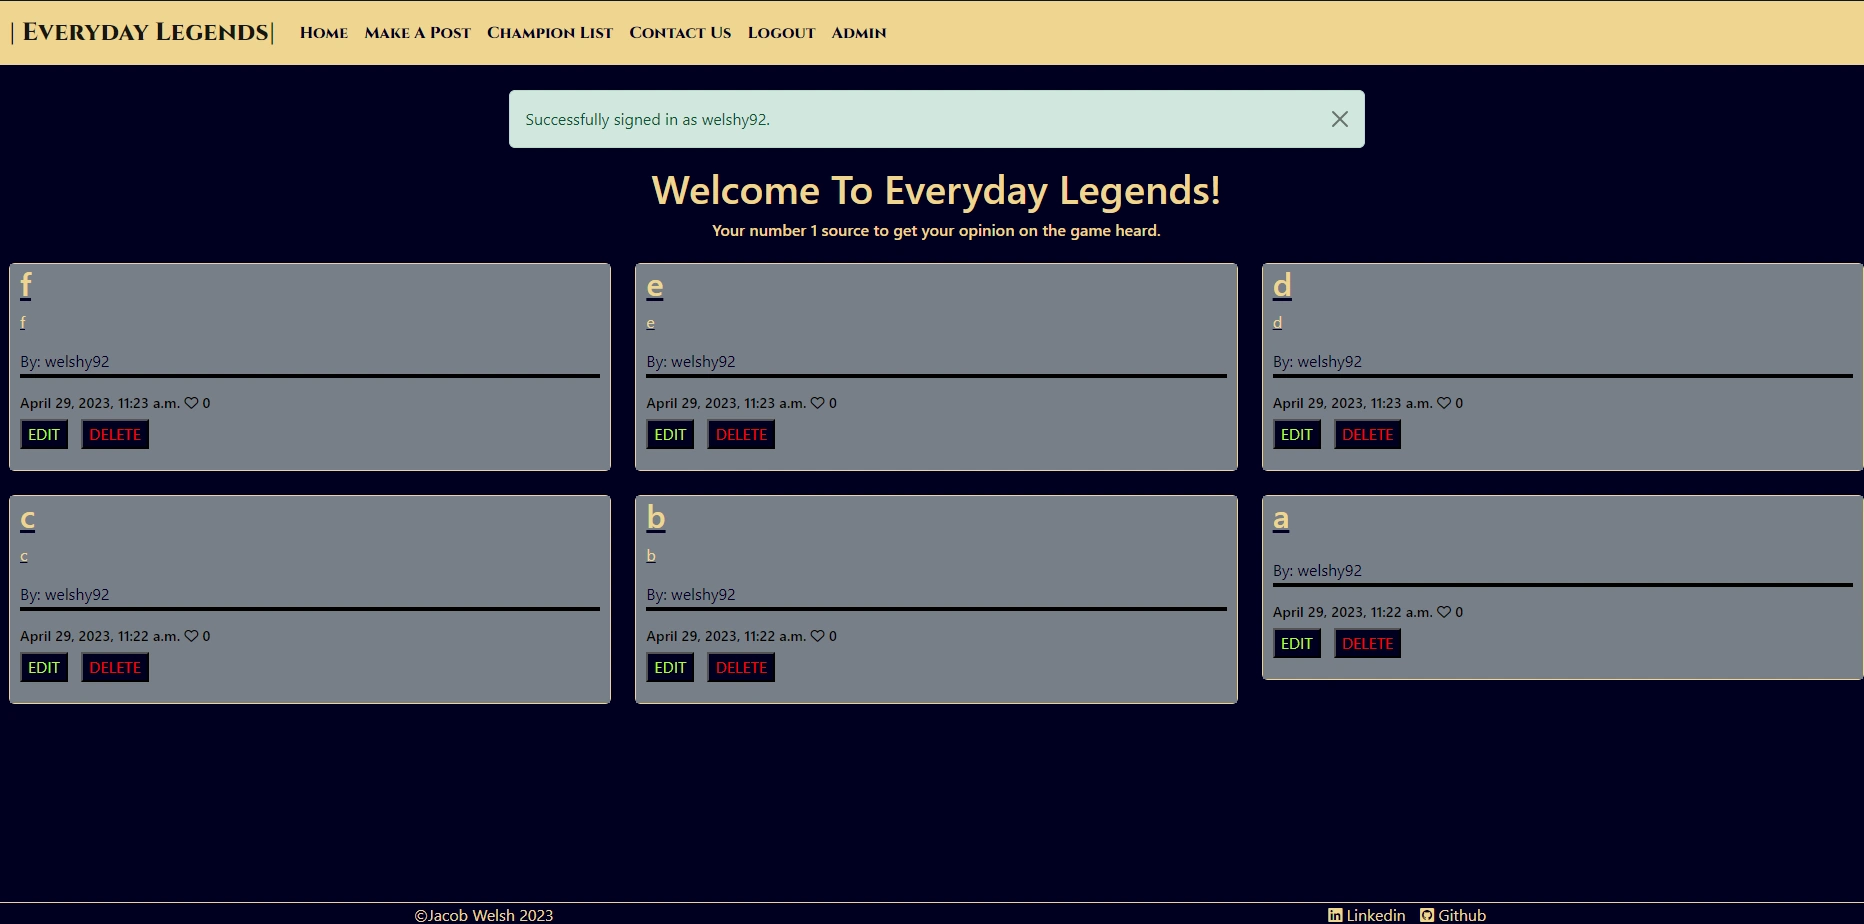 | Everyday Legends| Home Make A Post Champion List Contact Us Logout Admin
Successfully signed in as welshy92.
Welcome To Everyday Legends!
Your number 1 source to get your opinion on the game heard.
f
f
By: welshy92
April 29, 2023, 11:23 a.m. 0
EDIT DELETE
e
e
By: welshy92
April 29, 2023, 11:23 a.m. 0
EDIT DELETE
d
d
By: welshy92
April 29, 2023, 11:23 a.m. 0
EDIT DELETE
c
c
By: welshy92
April 29, 2023, 11:22 a.m. 0
EDIT DELETE
b
b
By: welshy92
April 29, 2023, 11:22 a.m. 0
EDIT DELETE
a
By: welshy92
April 29, 2023, 11:22 a.m. 0
EDIT DELETE
©Jacob Welsh 2023
Linkedin Github